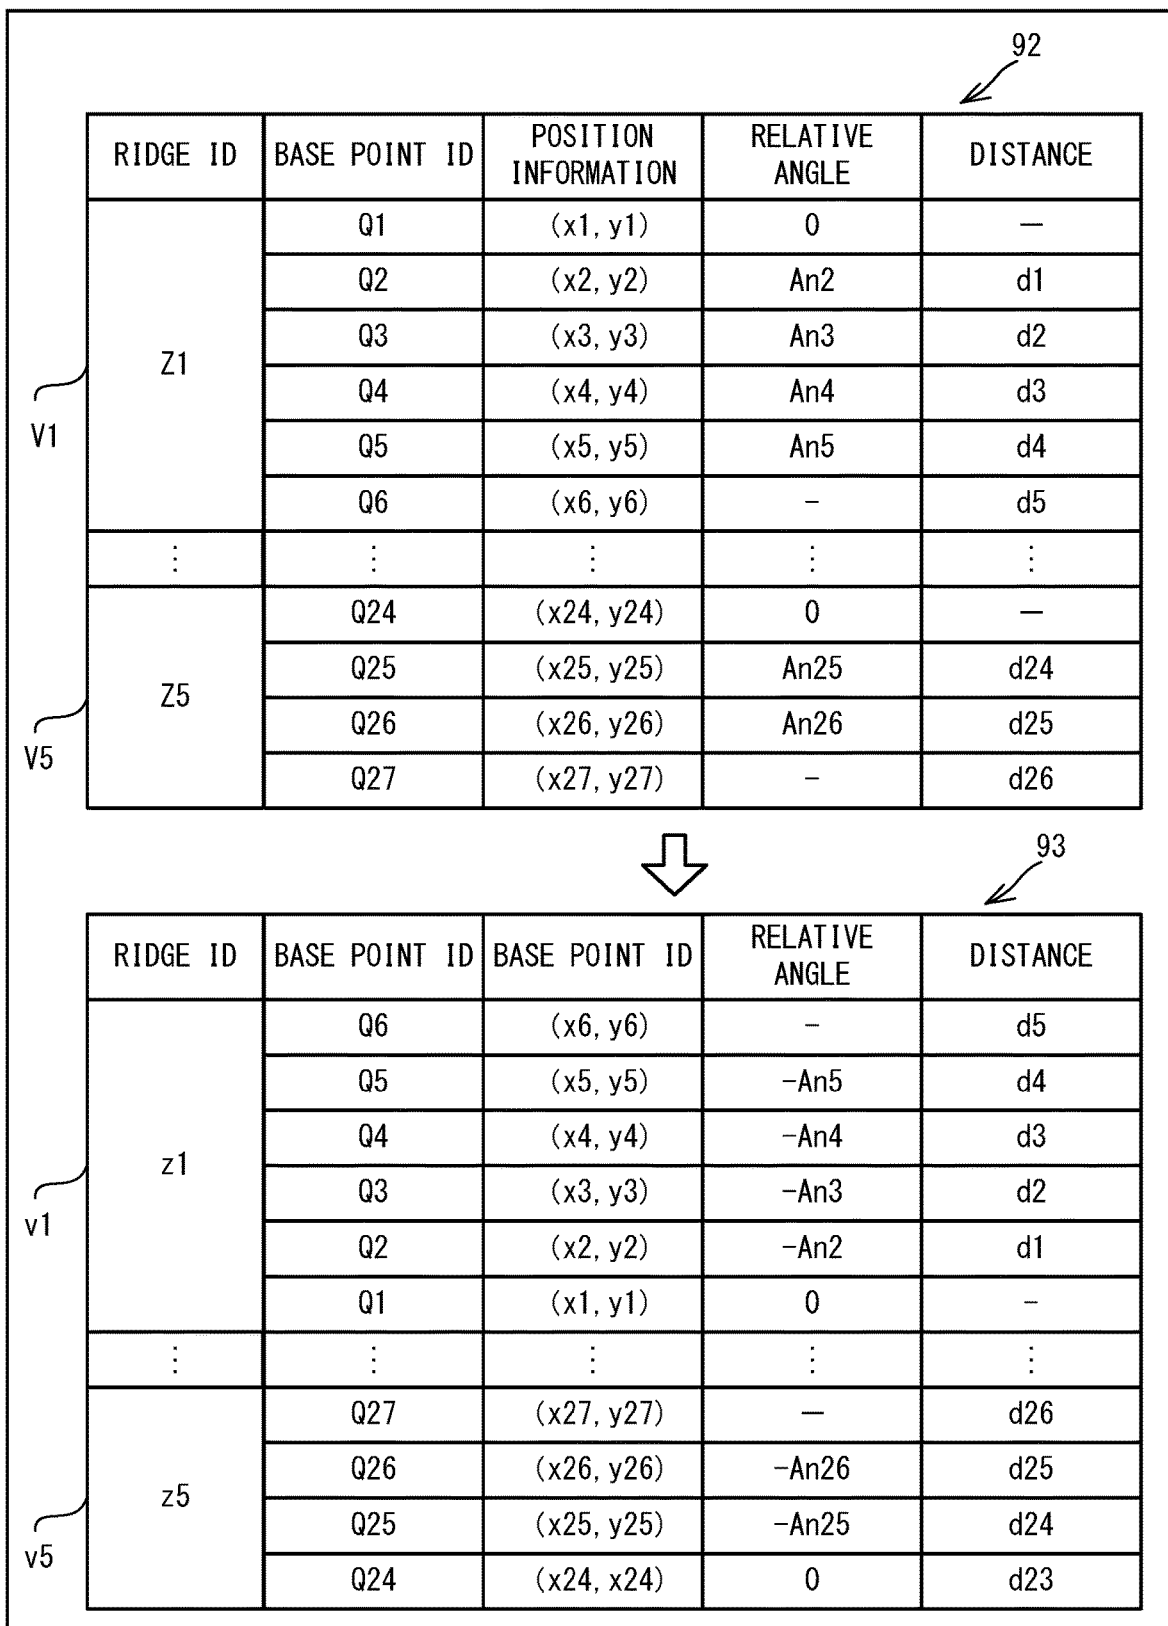 92
RIDGE ID BASE POINT ID POSITION INFORMATION RELATIVE ANGLE DISTANCE
Z1
Q1 (x1, y1) 0 —
Q2 (x2, y2) An2 d1
Q3 (x3, y3) An3 d2
Q4 (x4, y4) An4 d3
Q5 (x5, y5) An5 d4
Q6 (x6, y6) - d5
V1
⋮ ⋮ ⋮ ⋮ ⋮
Z5
Q24 (x24, y24) 0 —
Q25 (x25, y25) An25 d24
Q26 (x26, y26) An26 d25
Q27 (x27, y27) - d26
V5
93
RIDGE ID BASE POINT ID BASE POINT ID RELATIVE ANGLE DISTANCE
z1
Q6 (x6, y6) - d5
Q5 (x5, y5) -An5 d4
Q4 (x4, y4) -An4 d3
Q3 (x3, y3) -An3 d2
Q2 (x2, y2) -An2 d1
Q1 (x1, y1) 0 -
v1
⋮ ⋮ ⋮ ⋮ ⋮
z5
Q27 (x27, y27) — d26
Q26 (x26, y26) -An26 d25
Q25 (x25, y25) -An25 d24
Q24 (x24, x24) 0 d23
v5